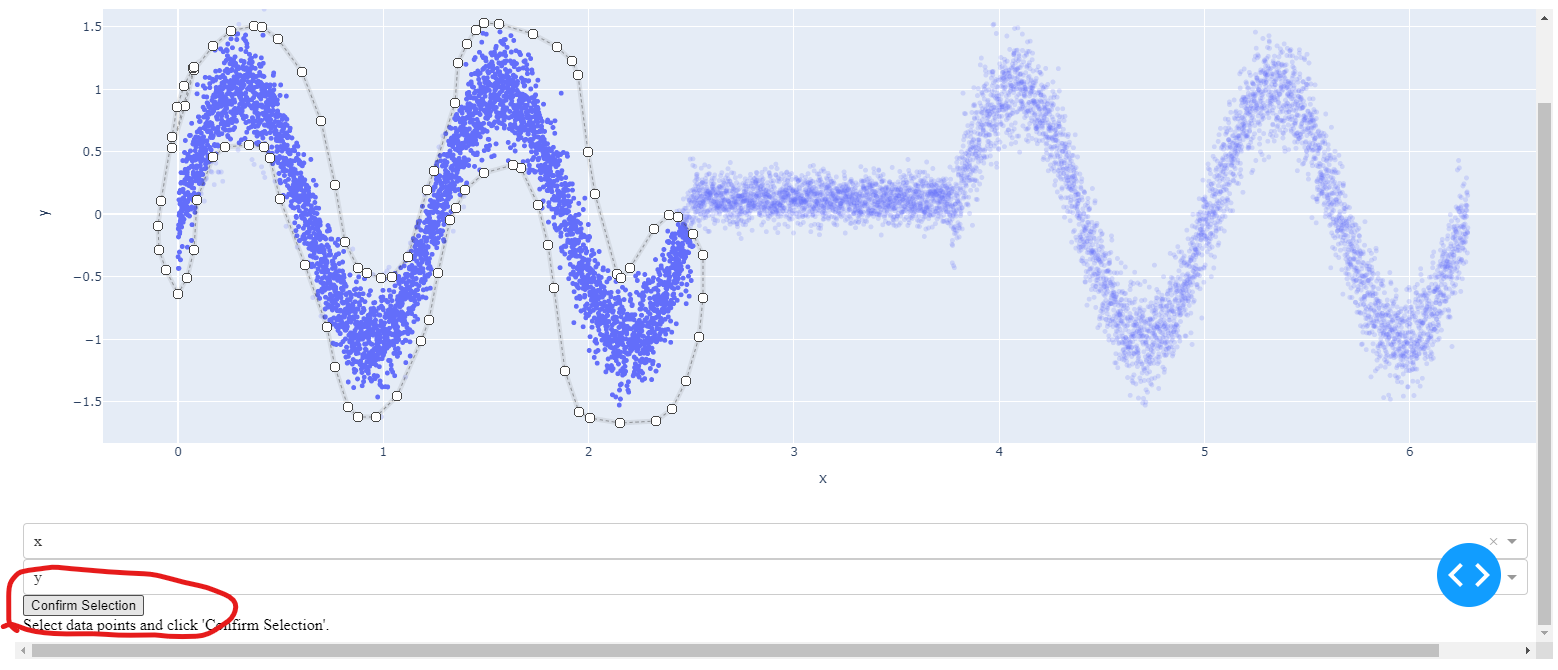 1.5
1
0.5
0
−0.5
−1
−1.5
y
0 1 2 3 4 5 6
x
x ×
y
Confirm Selection
Select data points and click 'Confirm Selection'.